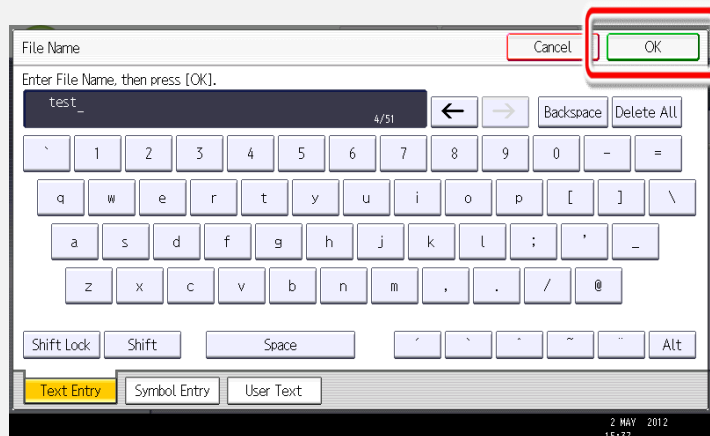 File Name Cancel OK
Enter File Name, then press [OK].
test_
4/51 ← → Backspace Delete All
` 1 2 3 4 5 6 7 8 9 0 - =
q w e r t y u i o p [ ] \
a s d f g h j k l ; ' _
z x c v b n m , . / @
Shift Lock Shift Space ´ ` ^ ~ ¨ Alt
Text Entry Symbol Entry User Text
2 MAY 2012
15:37